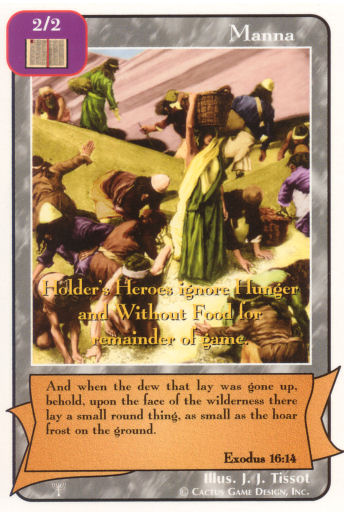 2/2
Manna
Holder's Heroes ignore Hunger
and Without Food for
remainder of game.
And when the dew that lay was gone up,
behold, upon the face of the wilderness there
lay a small round thing, as small as the hoar
frost on the ground.
Exodus 16:14
Illus. J. J. Tissot
© Cactus Game Design, Inc.